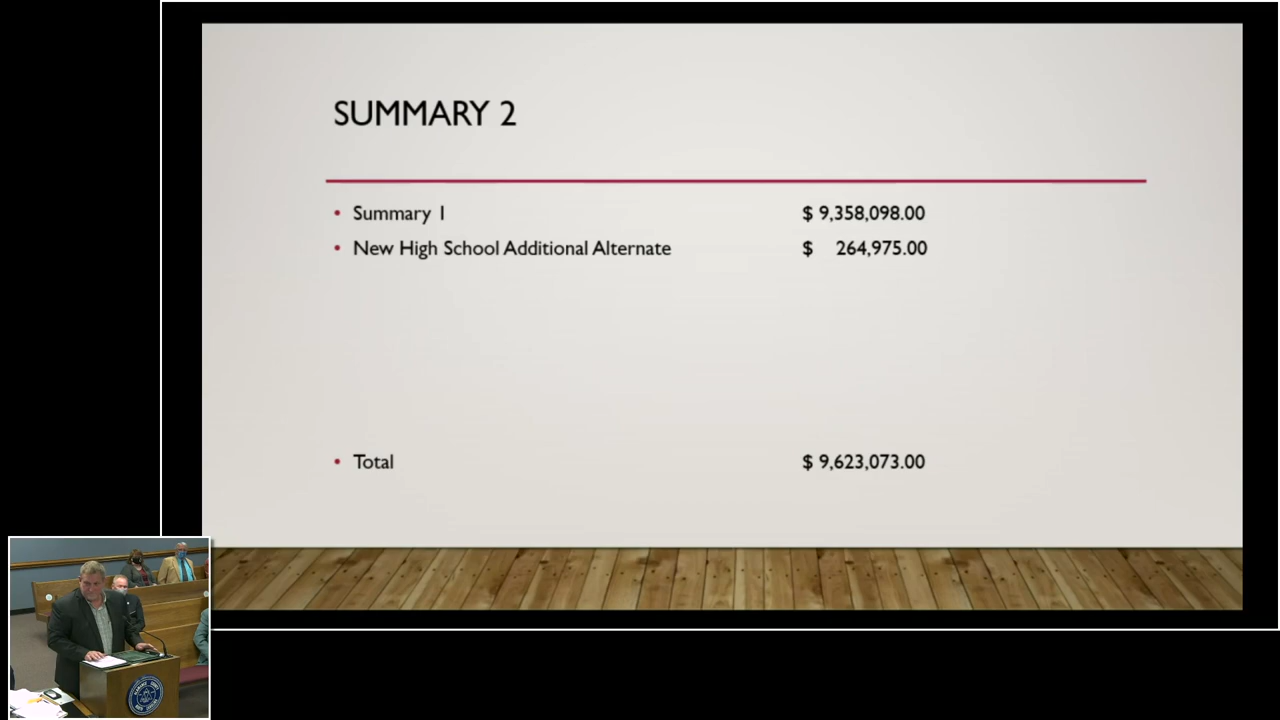 SUMMARY 2
• Summary 1 $ 9,358,098.00
• New High School Additional Alternate $ 264,975.00
• Total $ 9,623,073.00